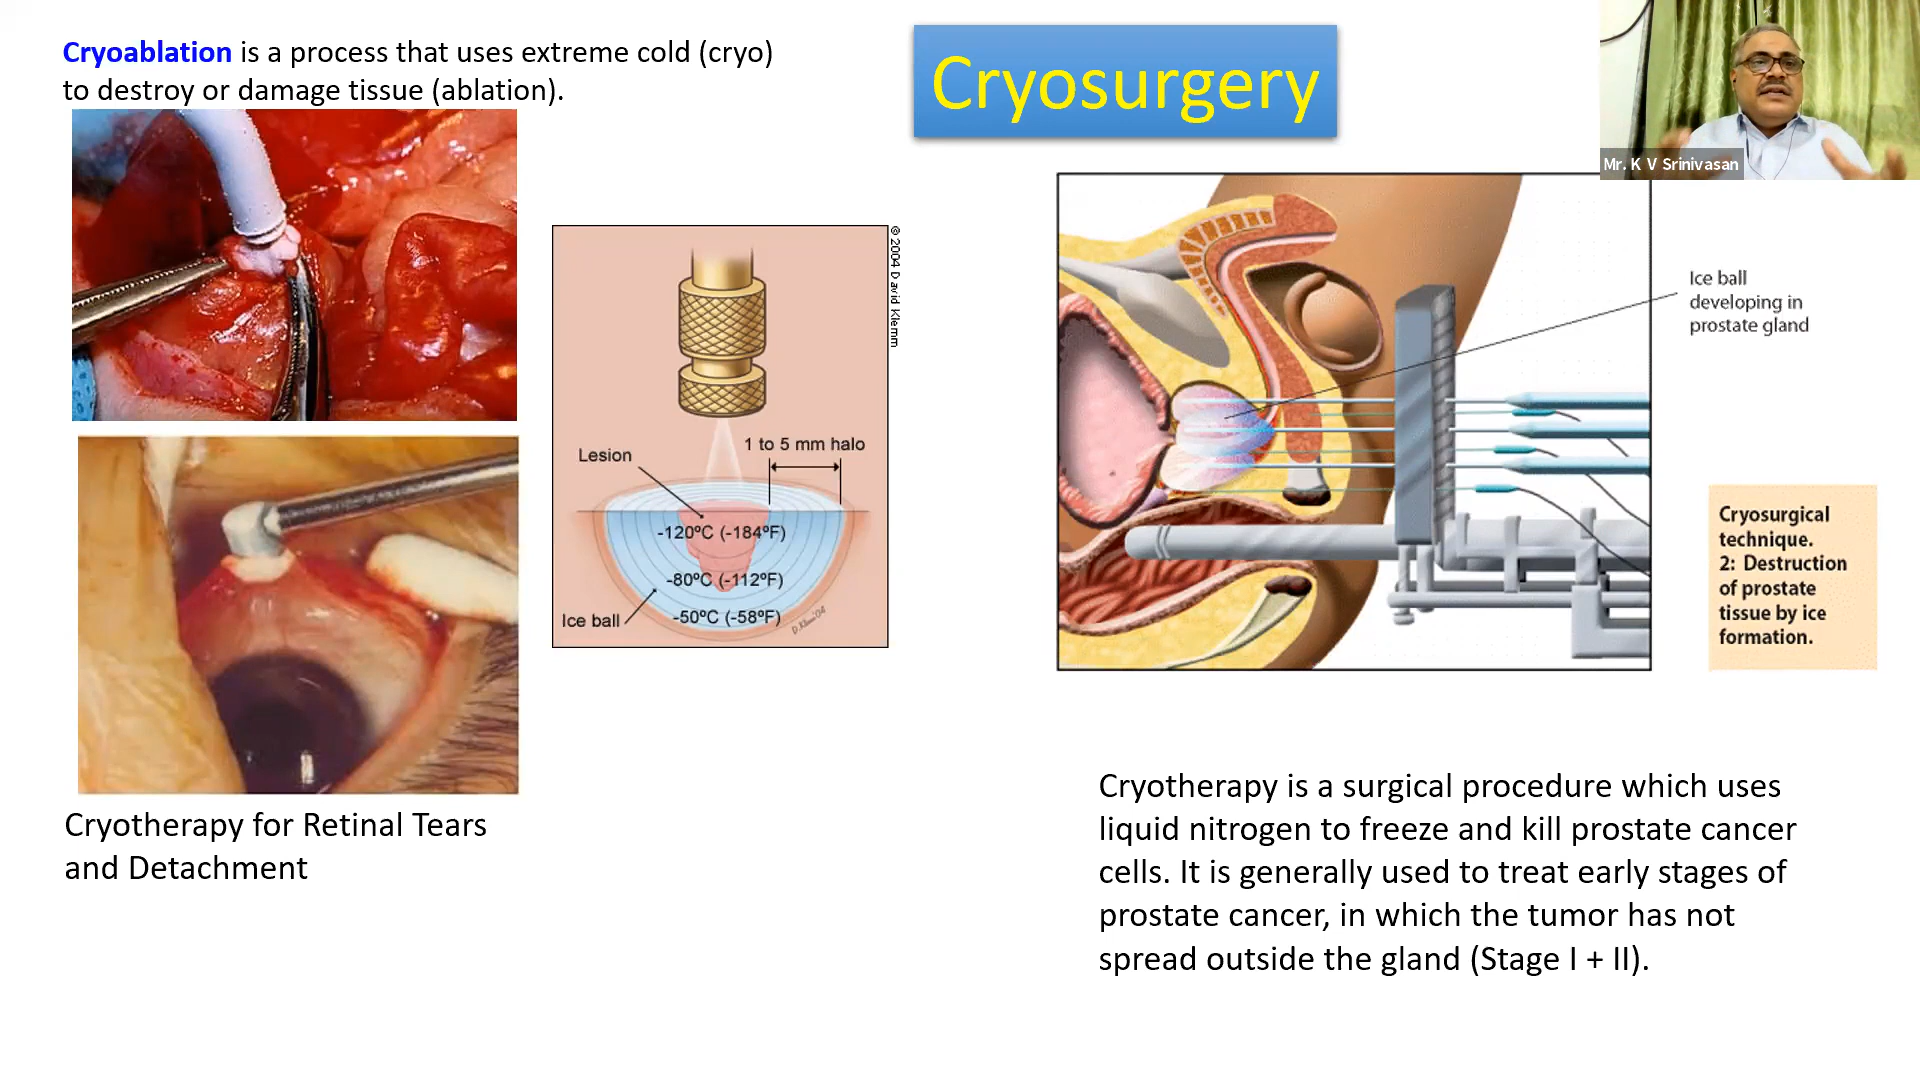 Cryoablation is a process that uses extreme cold (cryo)
to destroy or damage tissue (ablation).
Cryosurgery
Mr. K V Srinivasan
© 2004 David Klemm
Lesion
1 to 5 mm halo
-120ºC (-184ºF)
-80ºC (-112ºF)
-50ºC (-58ºF)
Ice ball
D.Klemm'04
Ice ball
developing in
prostate gland
Cryosurgical
technique.
2: Destruction
of prostate
tissue by ice
formation.
Cryotherapy for Retinal Tears
and Detachment
Cryotherapy is a surgical procedure which uses
liquid nitrogen to freeze and kill prostate cancer
cells. It is generally used to treat early stages of
prostate cancer, in which the tumor has not
spread outside the gland (Stage I + II).